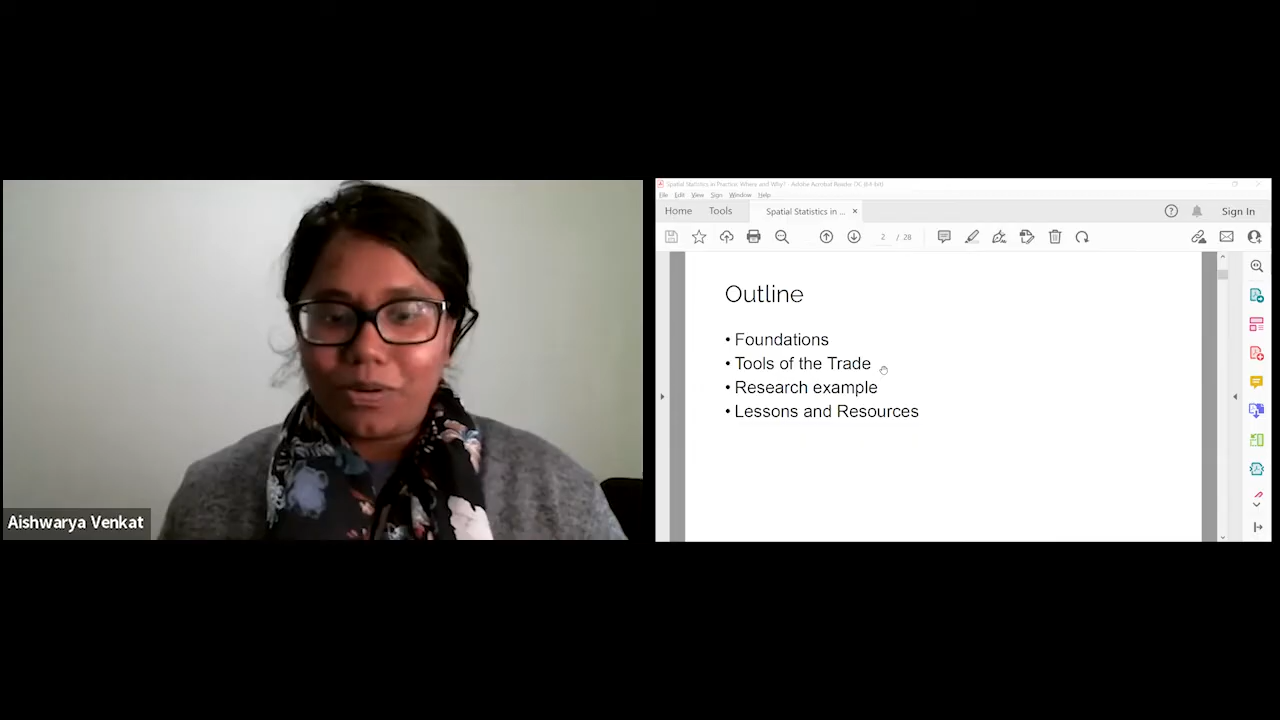 Aishwarya Venkat
Spatial Statistics in Practice: Where and Why? - Adobe Acrobat Reader DC (64-bit)
File Edit View Sign Window Help
Home Tools Spatial Statistics in ... × Sign In
2 / 28
Outline
• Foundations
• Tools of the Trade
• Research example
• Lessons and Resources